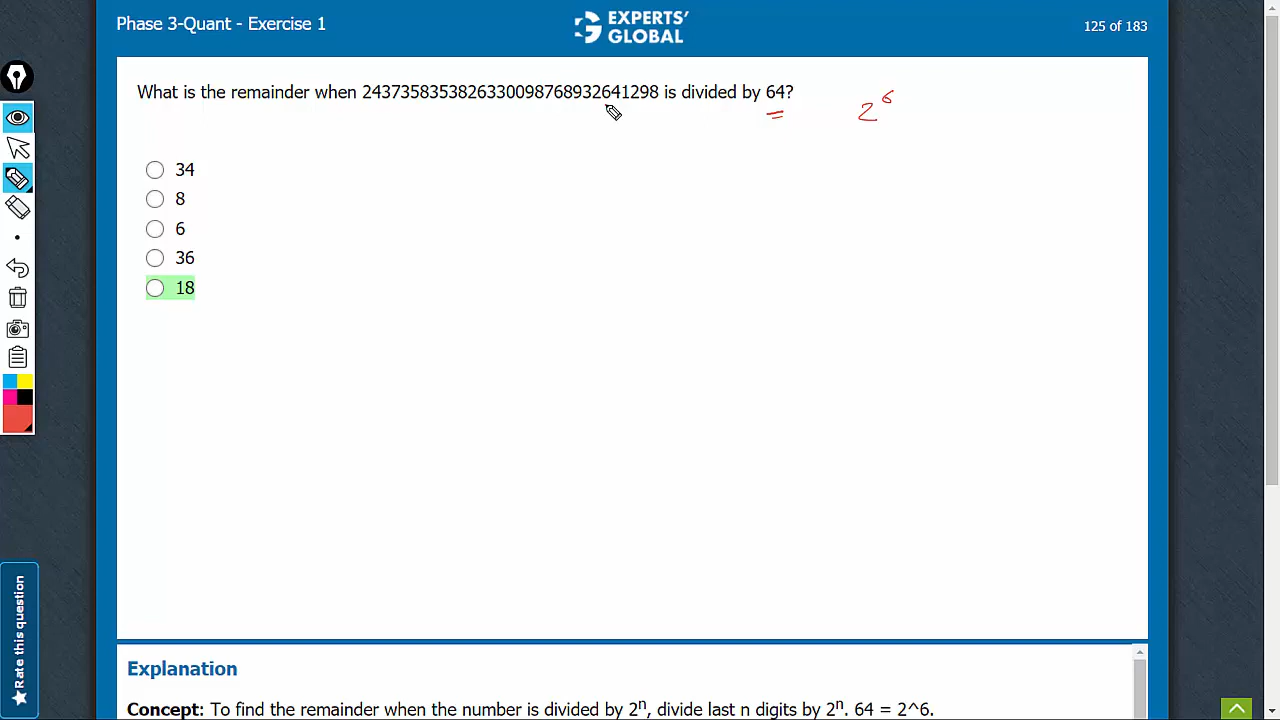 Phase 3-Quant - Exercise 1
EXPERTS'
GLOBAL
125 of 183
What is the remainder when 2437358353826330098768932641298 is divided by 64?
2^6
34
8
6
36
18
Rate this question
Explanation
Concept: To find the remainder when the number is divided by 2ⁿ, divide last n digits by 2ⁿ. 64 = 2^6.